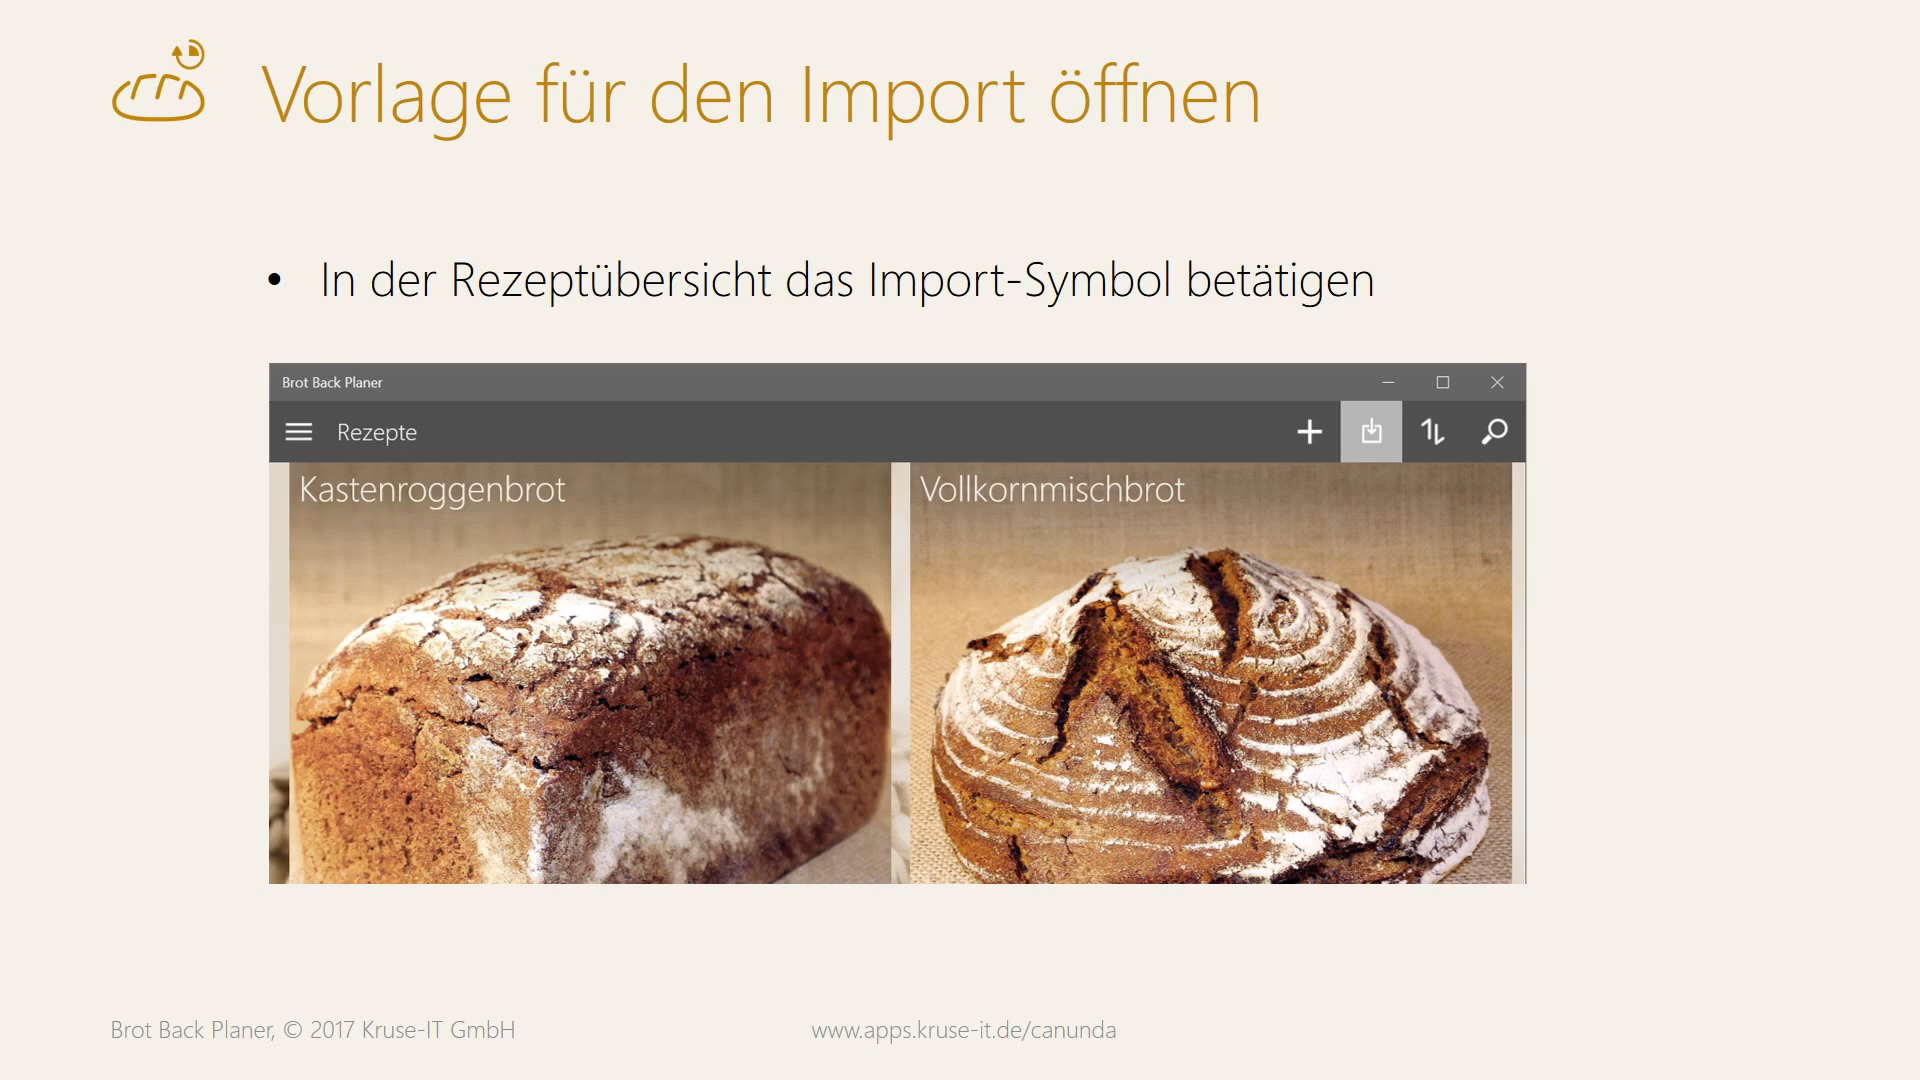 Vorlage für den Import öffnen
• In der Rezeptübersicht das Import-Symbol betätigen
Brot Back Planer
Rezepte
Kastenroggenbrot
Vollkornmischbrot
Brot Back Planer, © 2017 Kruse-IT GmbH
www.apps.kruse-it.de/canunda